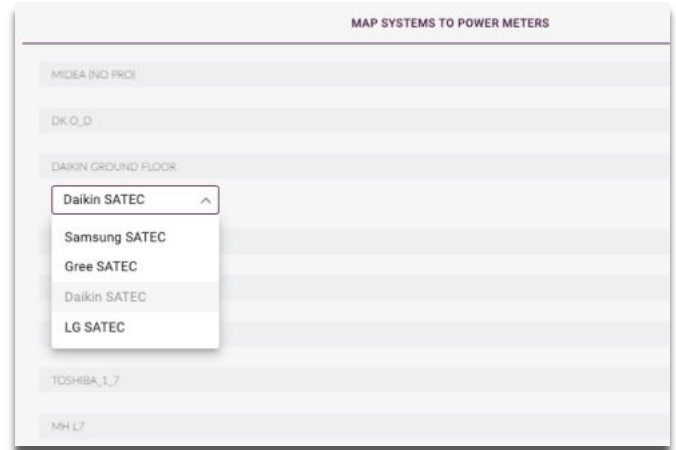 MAP SYSTEMS TO POWER METERS
MIDEA (NO PRO)
DK O_D
DAIKIN GROUND FLOOR
Daikin SATEC
Samsung SATEC
Gree SATEC
Daikin SATEC
LG SATEC
TOSHIBA_1_7
MH L7